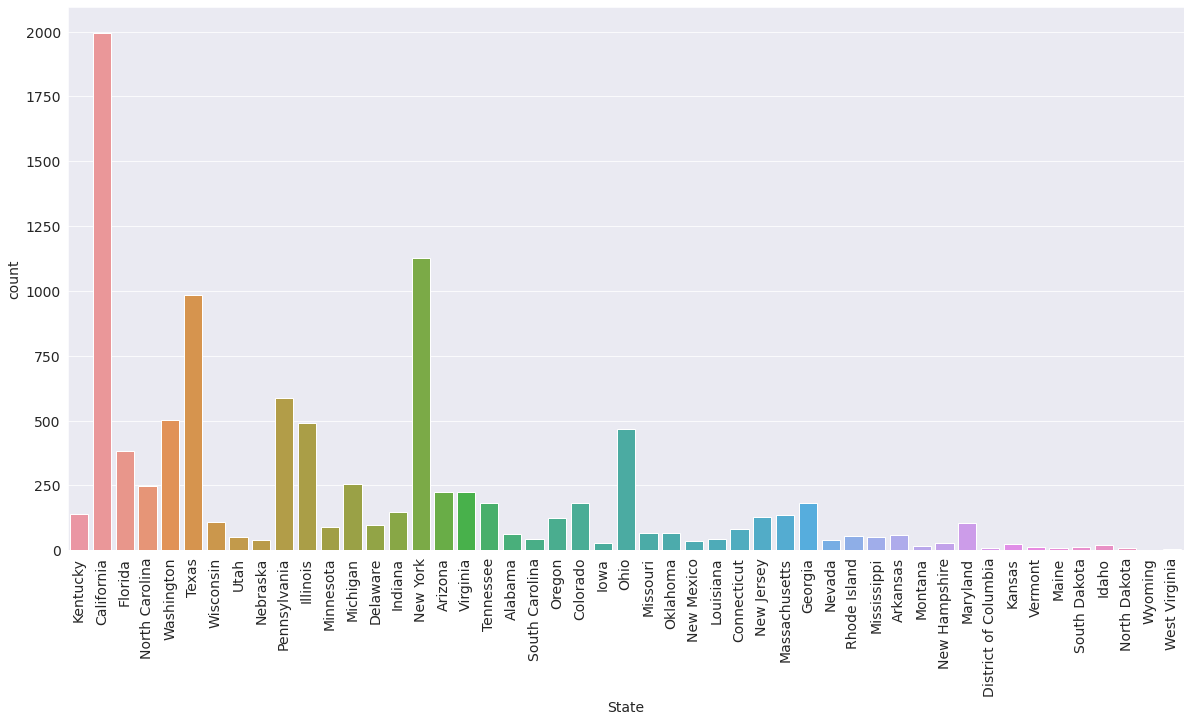 2000
1750
1500
1250
1000
750
500
250
0
count
Kentucky
California
Florida
North Carolina
Washington
Texas
Wisconsin
Utah
Nebraska
Pennsylvania
Illinois
Minnesota
Michigan
Delaware
Indiana
New York
Arizona
Virginia
Tennessee
Alabama
South Carolina
Oregon
Colorado
Iowa
Ohio
Missouri
Oklahoma
New Mexico
Louisiana
Connecticut
New Jersey
Massachusetts
Georgia
Nevada
Rhode Island
Mississippi
Arkansas
Montana
New Hampshire
Maryland
District of Columbia
Kansas
Vermont
Maine
South Dakota
Idaho
North Dakota
Wyoming
West Virginia
State